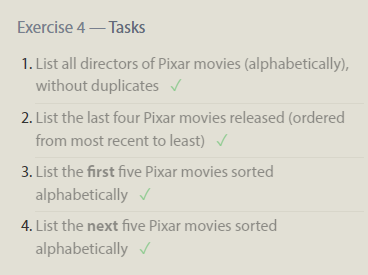 Exercise 4 — Tasks
1. List all directors of Pixar movies (alphabetically),
without duplicates ✓
2. List the last four Pixar movies released (ordered
from most recent to least) ✓
3. List the first five Pixar movies sorted
alphabetically ✓
4. List the next five Pixar movies sorted
alphabetically ✓